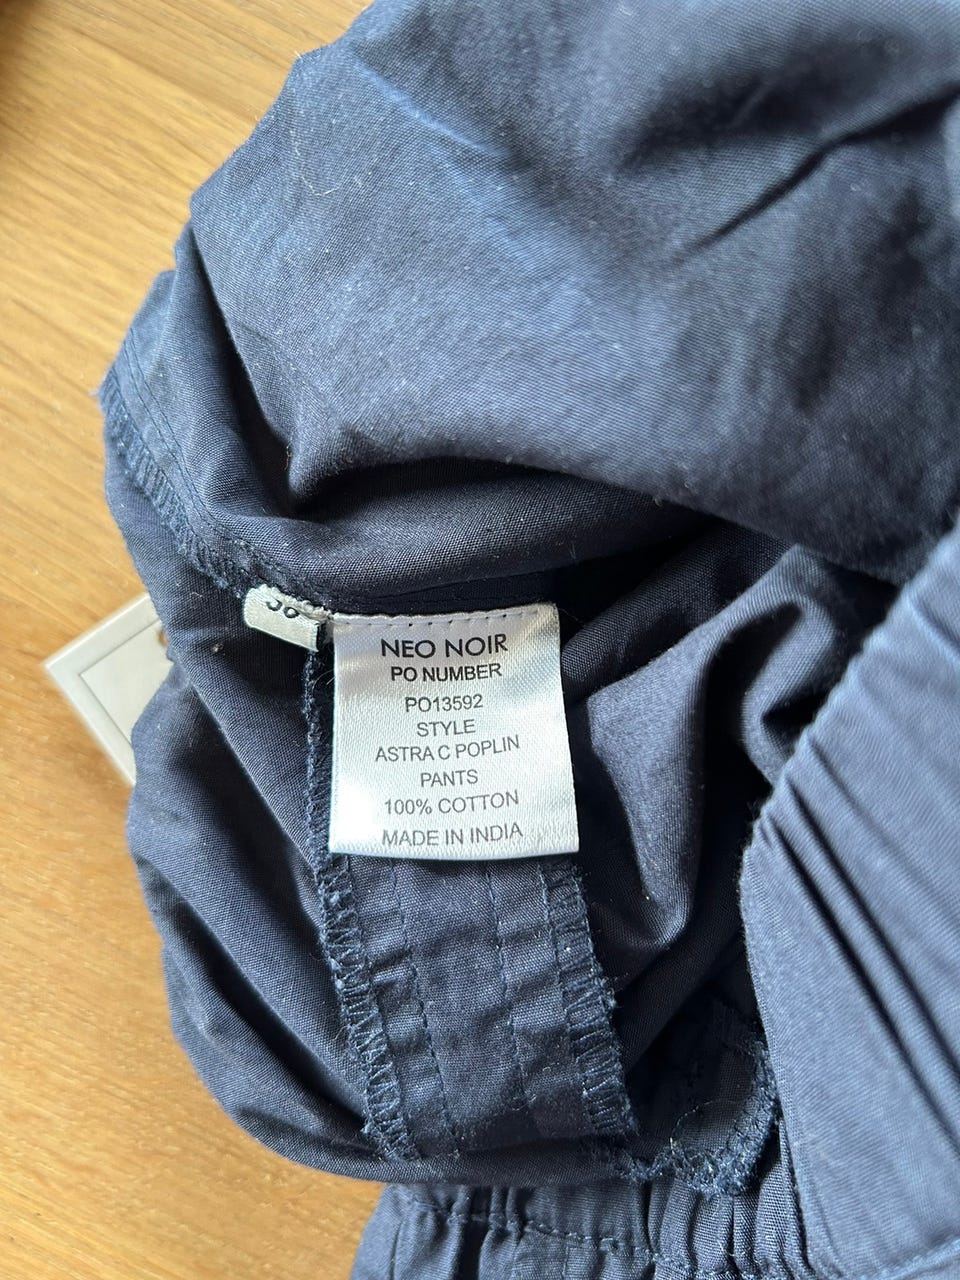 NEO NOIR
PO NUMBER
PO13592
STYLE
ASTRA C POPLIN
PANTS
100% COTTON
MADE IN INDIA